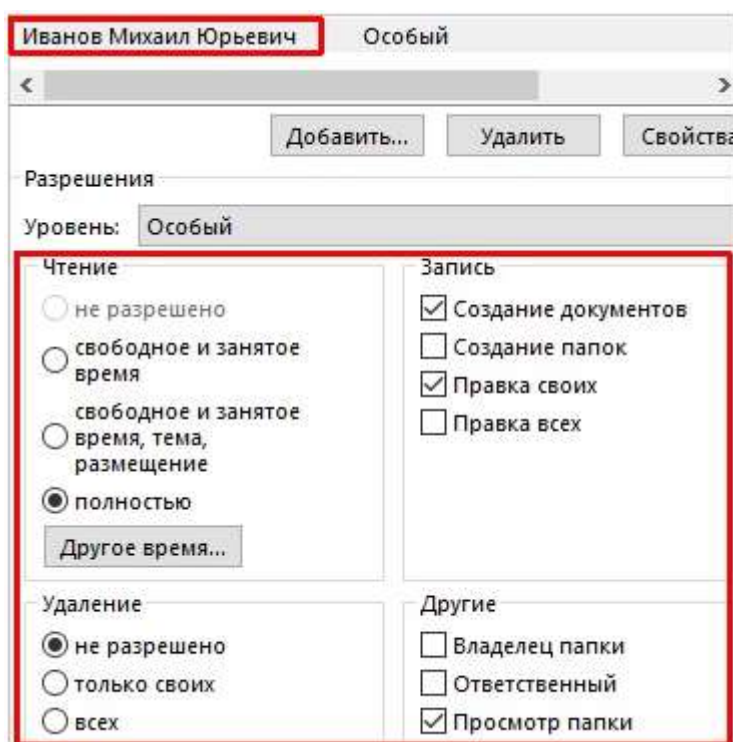 Иванов Михаил Юрьевич Особый
Добавить... Удалить Свойства
Разрешения
Уровень: Особый
Чтение
не разрешено
свободное и занятое
время
свободное и занятое
время, тема,
размещение
полностью
Другое время...
Запись
Создание документов
Создание папок
Правка своих
Правка всех
Удаление
не разрешено
только своих
всех
Другие
Владелец папки
Ответственный
Просмотр папки